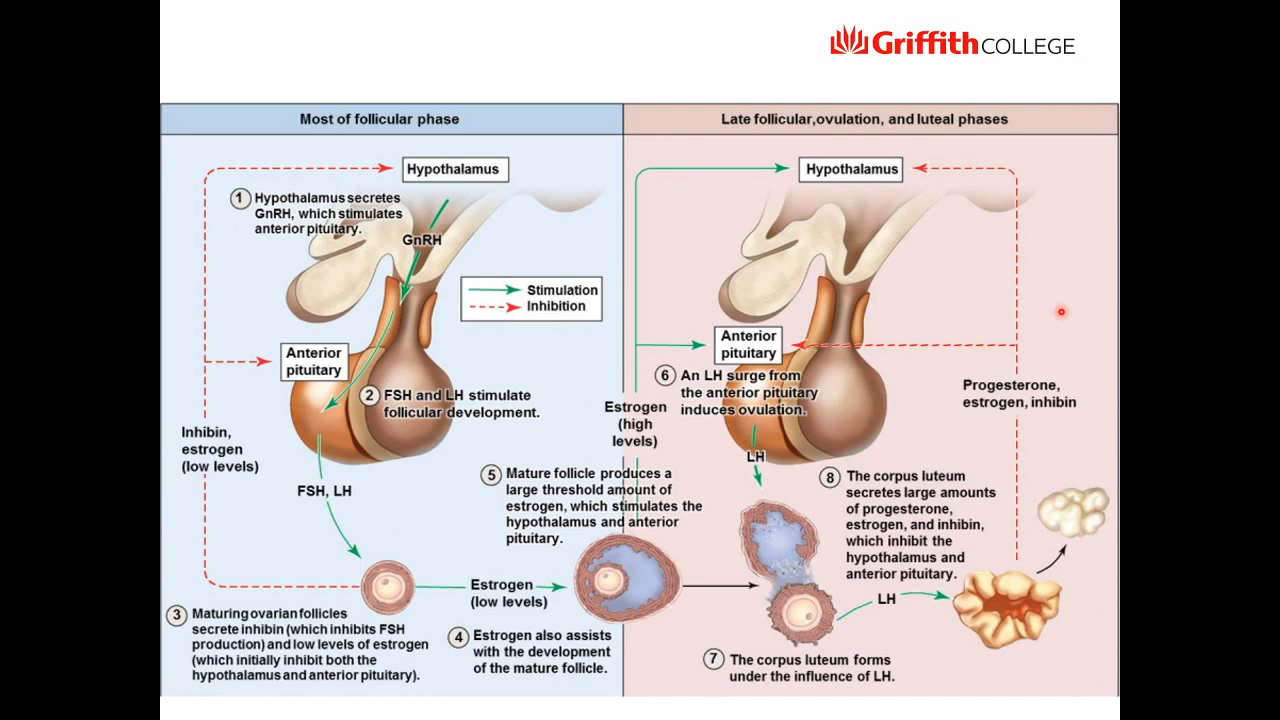 Griffith COLLEGE
Most of follicular phase
Late follicular,ovulation, and luteal phases
Hypothalamus
1 Hypothalamus secretes
GnRH, which stimulates
anterior pituitary.
GnRH
Stimulation
Inhibition
Anterior
pituitary
2 FSH and LH stimulate
follicular development.
Inhibin,
estrogen
(low levels)
FSH, LH
3 Maturing ovarian follicles
secrete inhibin (which inhibits FSH
production) and low levels of estrogen
(which initially inhibit both the
hypothalamus and anterior pituitary).
Estrogen
(low levels)
4 Estrogen also assists
with the development
of the mature follicle.
5 Mature follicle produces a
large threshold amount of
estrogen, which stimulates the
hypothalamus and anterior
pituitary.
Estrogen
(high
levels)
Hypothalamus
Anterior
pituitary
6 An LH surge from
the anterior pituitary
induces ovulation.
LH
Progesterone,
estrogen, inhibin
8 The corpus luteum
secretes large amounts
of progesterone,
estrogen, and inhibin,
which inhibit the
hypothalamus and
anterior pituitary.
LH
7 The corpus luteum forms
under the influence of LH.